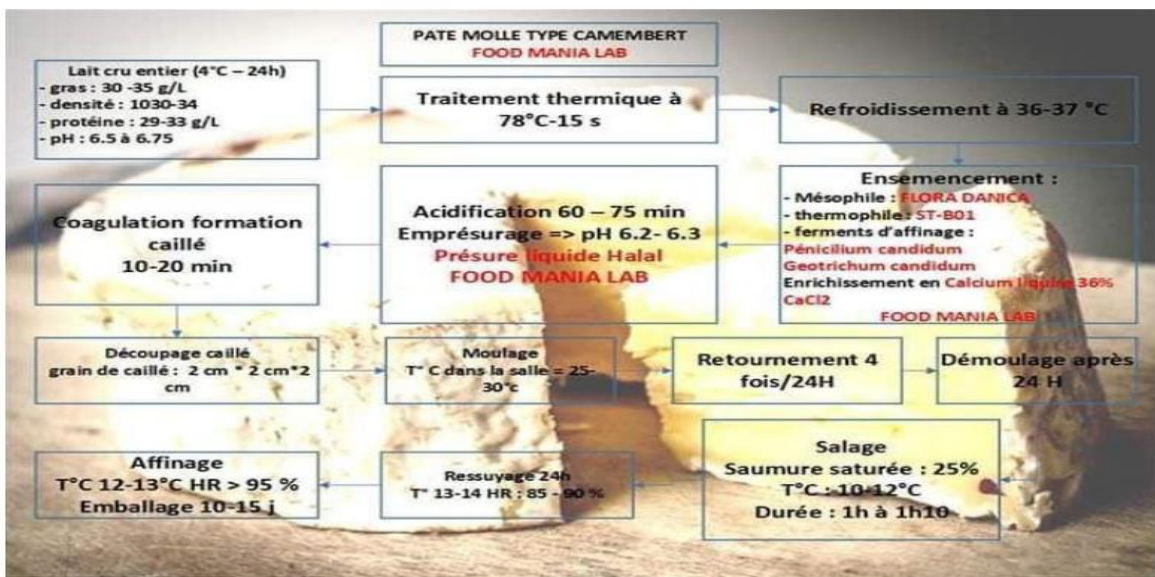 PATE MOLLE TYPE CAMEMBERT
FOOD MANIA LAB
Lait cru entier (4°C – 24h)
- gras : 30 -35 g/L
- densité : 1030-34
- protéine : 29-33 g/L
- pH : 6.5 à 6.75
Traitement thermique à
78°C-15 s
Refroidissement à 36-37 °C
Ensemencement :
- Mésophile : FLORA DANICA
- thermophile : ST-B01
- ferments d’affinage :
Pénicilium candidum
Geotrichum candidum
Enrichissement en Calcium liquide 36%
CaCl2
FOOD MANIA LAB
Acidification 60 – 75 min
Emprésurage => pH 6.2- 6.3
Présure liquide Halal
FOOD MANIA LAB
Coagulation formation
caillé
10-20 min
Découpage caillé
grain de caillé : 2 cm * 2 cm*2
cm
Moulage
T° C dans la salle = 25-
30°c
Retournement 4
fois/24H
Démoulage après
24 H
Salage
Saumure saturée : 25%
T°C : 10-12°C
Durée : 1h à 1h10
Ressuyage 24h
T° 13-14 HR : 85 - 90 %
Affinage
T°C 12-13°C HR > 95 %
Emballage 10-15 j